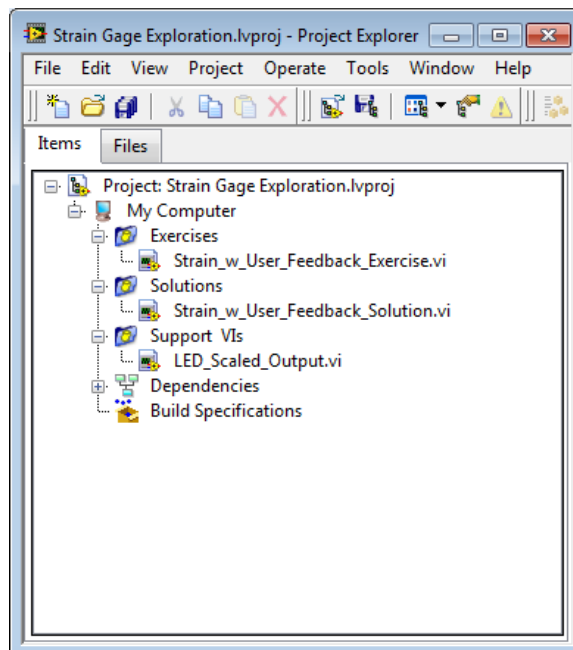 Strain Gage Exploration.lvproj - Project Explorer
File Edit View Project Operate Tools Window Help
Items Files
Project: Strain Gage Exploration.lvproj
My Computer
Exercises
Strain_w_User_Feedback_Exercise.vi
Solutions
Strain_w_User_Feedback_Solution.vi
Support VIs
LED_Scaled_Output.vi
Dependencies
Build Specifications